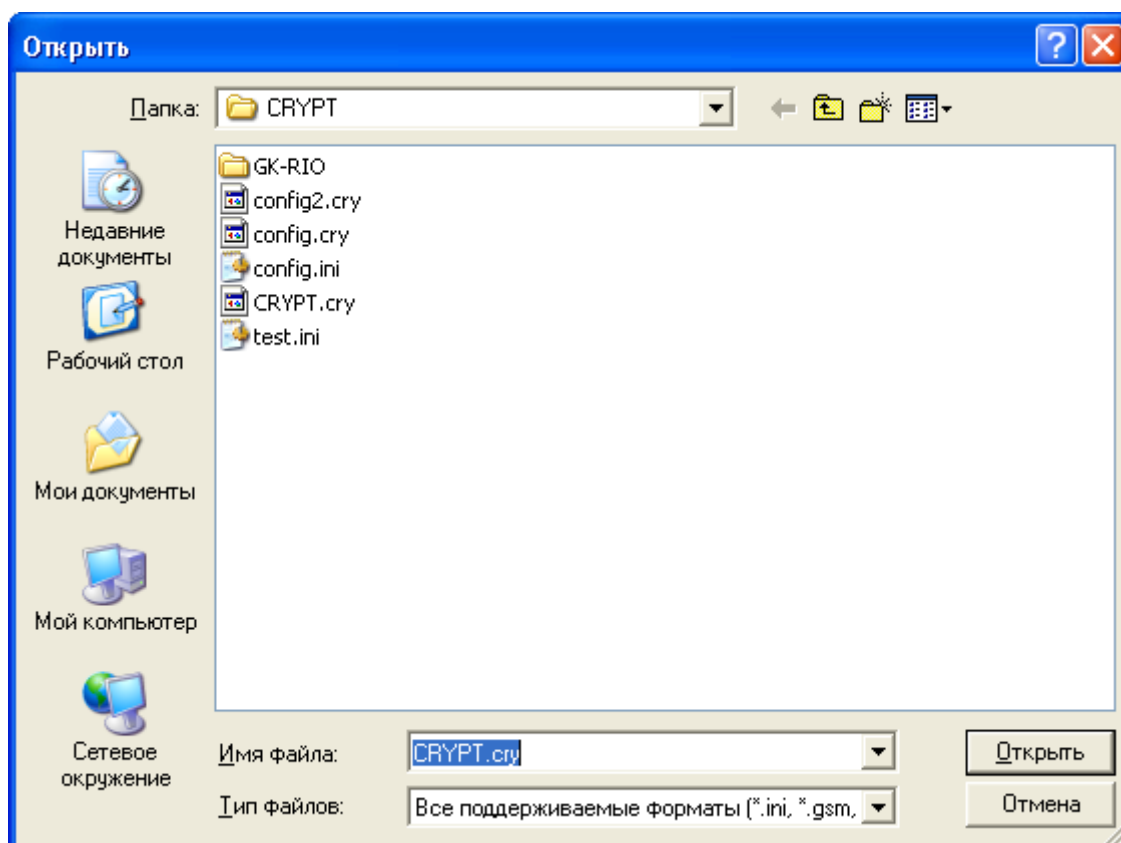 Открыть
Папка: CRYPT
GK-RIO
config2.cry
config.cry
config.ini
CRYPT.cry
test.ini
Недавние
документы
Рабочий стол
Мои документы
Мой компьютер
Сетевое
окружение
Имя файла: CRYPT.cry Открыть
Тип файлов: Все поддерживаемые форматы (*.ini, *.gsm, Отмена